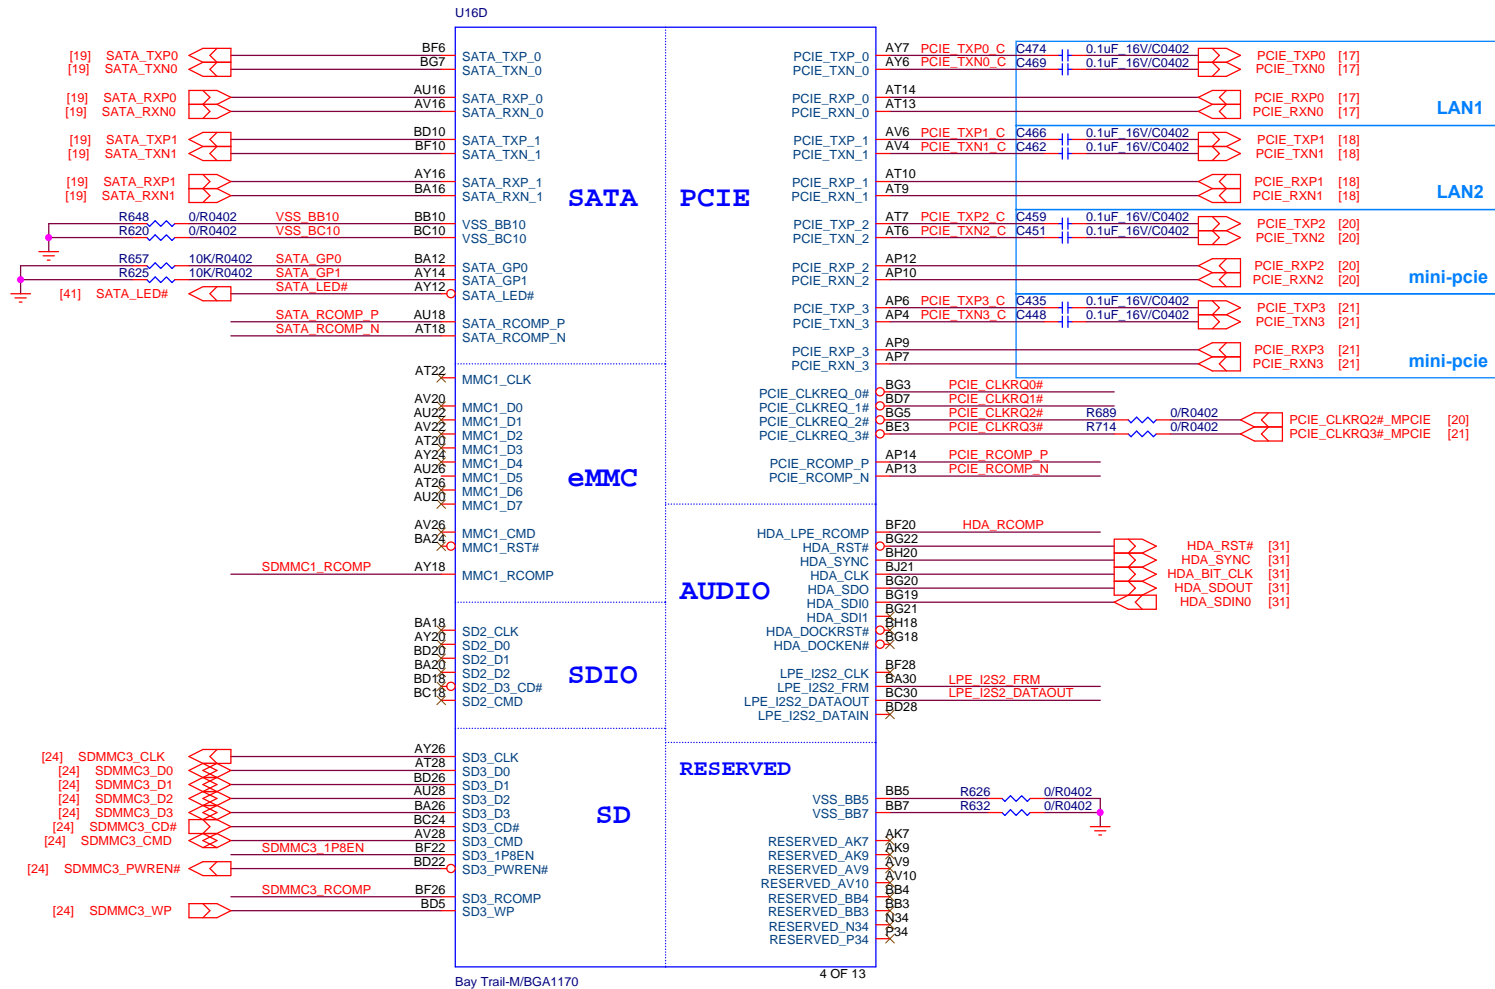 U16D
[19] SATA_TXP0 BF6 SATA_TXP_0
[19] SATA_TXN0 BG7 SATA_TXN_0
[19] SATA_RXP0 AU16 SATA_RXP_0
[19] SATA_RXN0 AV16 SATA_RXN_0
[19] SATA_TXP1 BD10 SATA_TXP_1
[19] SATA_TXN1 BF10 SATA_TXN_1
[19] SATA_RXP1 AY16 SATA_RXP_1
[19] SATA_RXN1 BA16 SATA_RXN_1
SATA
R648 0/R0402 VSS_BB10 BB10 VSS_BB10
R620 0/R0402 VSS_BC10 BC10 VSS_BC10
R657 10K/R0402 SATA_GP0 BA12 SATA_GP0
R625 10K/R0402 SATA_GP1 AY14 SATA_GP1
[41] SATA_LED# SATA_LED# AY12 SATA_LED#
SATA_RCOMP_P AU18 SATA_RCOMP_P
SATA_RCOMP_N AT18 SATA_RCOMP_N
AT22 MMC1_CLK
AV20 MMC1_D0
AU22 MMC1_D1
AV22 MMC1_D2
AT20 MMC1_D3
AY24 MMC1_D4
AU26 MMC1_D5
AT26 MMC1_D6
AU20 MMC1_D7
eMMC
AV26 MMC1_CMD
BA24 MMC1_RST#
SDMMC1_RCOMP AY18 MMC1_RCOMP
BA18 SD2_CLK
AY20 SD2_D0
BD20 SD2_D1
BA20 SD2_D2
BD18 SD2_D3_CD#
BC18 SD2_CMD
SDIO
[24] SDMMC3_CLK AY26 SD3_CLK
[24] SDMMC3_D0 AT28 SD3_D0
[24] SDMMC3_D1 BD26 SD3_D1
[24] SDMMC3_D2 AU28 SD3_D2
[24] SDMMC3_D3 BA26 SD3_D3
[24] SDMMC3_CD# BC24 SD3_CD#
[24] SDMMC3_CMD AV28 SD3_CMD
SDMMC3_1P8EN BF22 SD3_1P8EN
[24] SDMMC3_PWREN# BD22 SD3_PWREN#
SDMMC3_RCOMP BF26 SD3_RCOMP
[24] SDMMC3_WP BD5 SD3_WP
SD
PCIE_TXP_0 AY7 PCIE_TXP0_C C474 0.1uF_16V/C0402 PCIE_TXP0 [17]
PCIE_TXN_0 AY6 PCIE_TXN0_C C469 0.1uF_16V/C0402 PCIE_TXN0 [17]
PCIE_RXP_0 AT14 PCIE_RXP0 [17]
PCIE_RXN_0 AT13 PCIE_RXN0 [17]
LAN1
PCIE_TXP_1 AV6 PCIE_TXP1_C C466 0.1uF_16V/C0402 PCIE_TXP1 [18]
PCIE_TXN_1 AV4 PCIE_TXN1_C C462 0.1uF_16V/C0402 PCIE_TXN1 [18]
PCIE_RXP_1 AT10 PCIE_RXP1 [18]
PCIE_RXN_1 AT9 PCIE_RXN1 [18]
LAN2
PCIE
PCIE_TXP_2 AT7 PCIE_TXP2_C C459 0.1uF_16V/C0402 PCIE_TXP2 [20]
PCIE_TXN_2 AT6 PCIE_TXN2_C C451 0.1uF_16V/C0402 PCIE_TXN2 [20]
PCIE_RXP_2 AP12 PCIE_RXP2 [20]
PCIE_RXN_2 AP10 PCIE_RXN2 [20]
mini-pcie
PCIE_TXP_3 AP6 PCIE_TXP3_C C435 0.1uF_16V/C0402 PCIE_TXP3 [21]
PCIE_TXN_3 AP4 PCIE_TXN3_C C448 0.1uF_16V/C0402 PCIE_TXN3 [21]
PCIE_RXP_3 AP9 PCIE_RXP3 [21]
PCIE_RXN_3 AP7 PCIE_RXN3 [21]
mini-pcie
PCIE_CLKREQ_0# BG3 PCIE_CLKRQ0#
PCIE_CLKREQ_1# BD7 PCIE_CLKRQ1#
PCIE_CLKREQ_2# BG5 PCIE_CLKRQ2# R689 0/R0402 PCIE_CLKRQ2#_MPCIE [20]
PCIE_CLKREQ_3# BE3 PCIE_CLKRQ3# R714 0/R0402 PCIE_CLKRQ3#_MPCIE [21]
PCIE_RCOMP_P AP14 PCIE_RCOMP_P
PCIE_RCOMP_N AP13 PCIE_RCOMP_N
HDA_LPE_RCOMP BF20 HDA_RCOMP
HDA_RST# BG22 HDA_RST# [31]
HDA_SYNC BH20 HDA_SYNC [31]
HDA_CLK BJ21 HDA_BIT_CLK [31]
HDA_SDO BG20 HDA_SDOUT [31]
HDA_SDI0 BG19 HDA_SDIN0 [31]
HDA_SDI1 BG21
HDA_DOCKRST# BH18
HDA_DOCKEN# BG18
AUDIO
LPE_I2S2_CLK BF28
LPE_I2S2_FRM BA30 LPE_I2S2_FRM
LPE_I2S2_DATAOUT BC30 LPE_I2S2_DATAOUT
LPE_I2S2_DATAIN BD28
RESERVED
VSS_BB5 BB5 R626 0/R0402
VSS_BB7 BB7 R632 0/R0402
RESERVED_AK7 AK7
RESERVED_AK9 AK9
RESERVED_AV9 AV9
RESERVED_AV10 AV10
RESERVED_BB4 BB4
RESERVED_BB3 BB3
RESERVED_N34 N34
RESERVED_P34 P34
Bay Trail-M/BGA1170
4 OF 13